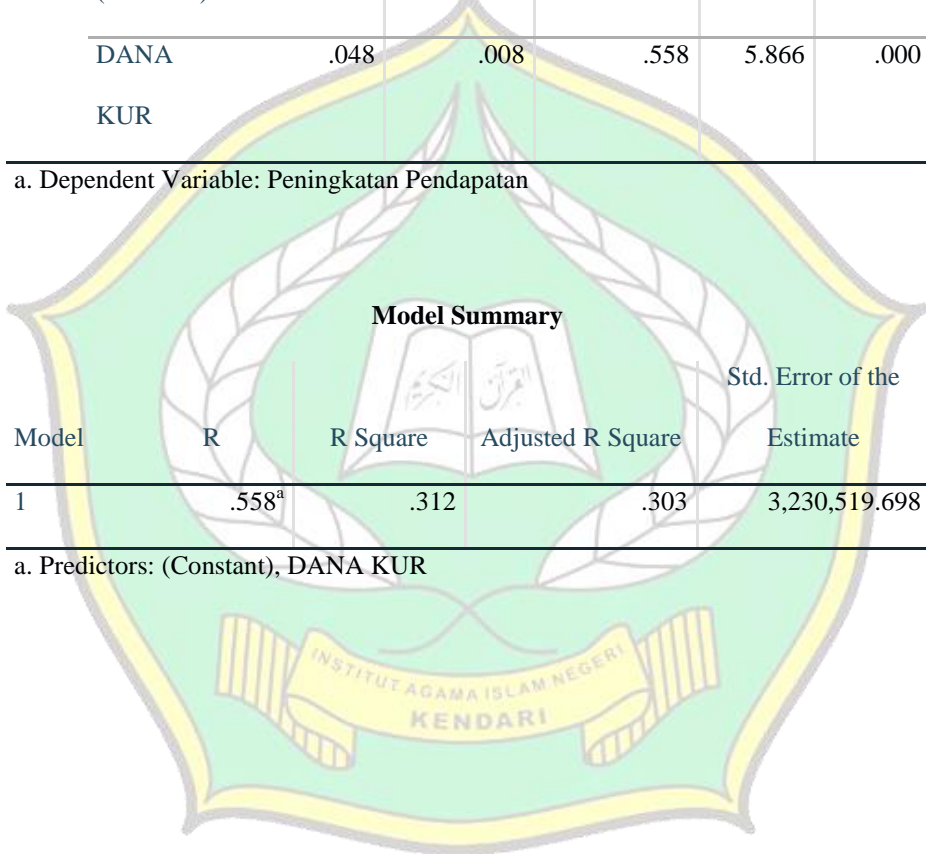 DANA .048 .008 .558 5.866 .000
KUR
a. Dependent Variable: Peningkatan Pendapatan
Model Summary
Model R R Square Adjusted R Square Std. Error of the Estimate
1 .558a .312 .303 3,230,519.698
a. Predictors: (Constant), DANA KUR
القرآن الكريم
INSTITUT AGAMA ISLAM NEGERI
KENDARI